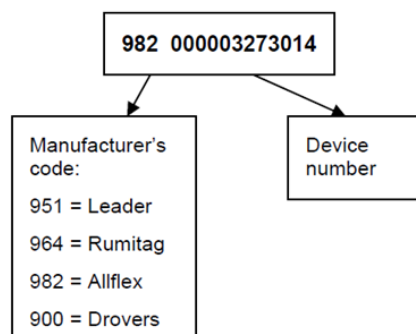 982 000003273014
Manufacturer's
code:
951 = Leader
964 = Rumitag
982 = Allflex
900 = Drovers
Device
number